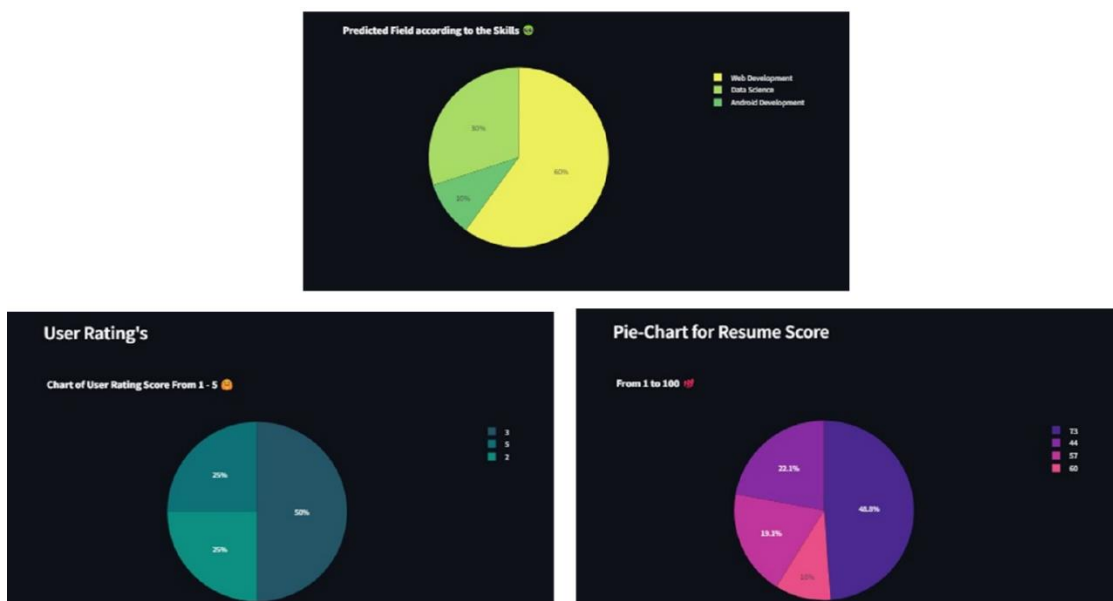 Predicted Field according to the Skills 👽
Web Development
Data Science
Android Development
30%
60%
10%
User Rating's
Chart of User Rating Score From 1 - 5 🤗
3
5
2
25%
50%
25%
Pie-Chart for Resume Score
From 1 to 100 💘
73
44
57
60
22.1%
48.8%
19.3%